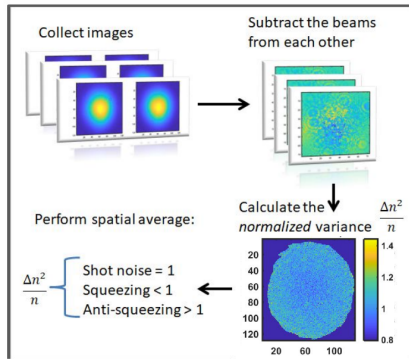 Collect images
Subtract the beams
from each other
Calculate the Δn²
normalized variance n
1.4
1.2
1
0.8
20
40
60
80
100
120
20 60 100
Perform spatial average:
Δn²
n
Shot noise = 1
Squeezing < 1
Anti-squeezing > 1